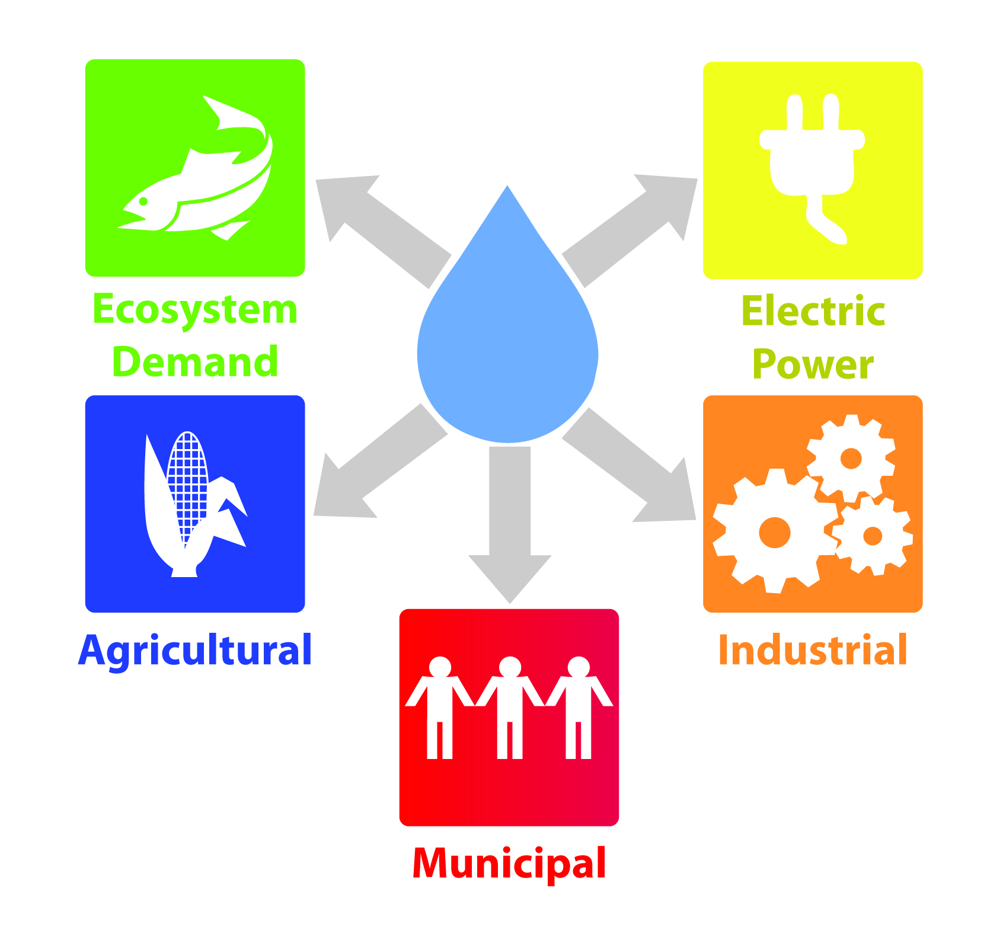 Ecosystem
Demand
Electric
Power
Agricultural
Industrial
Municipal